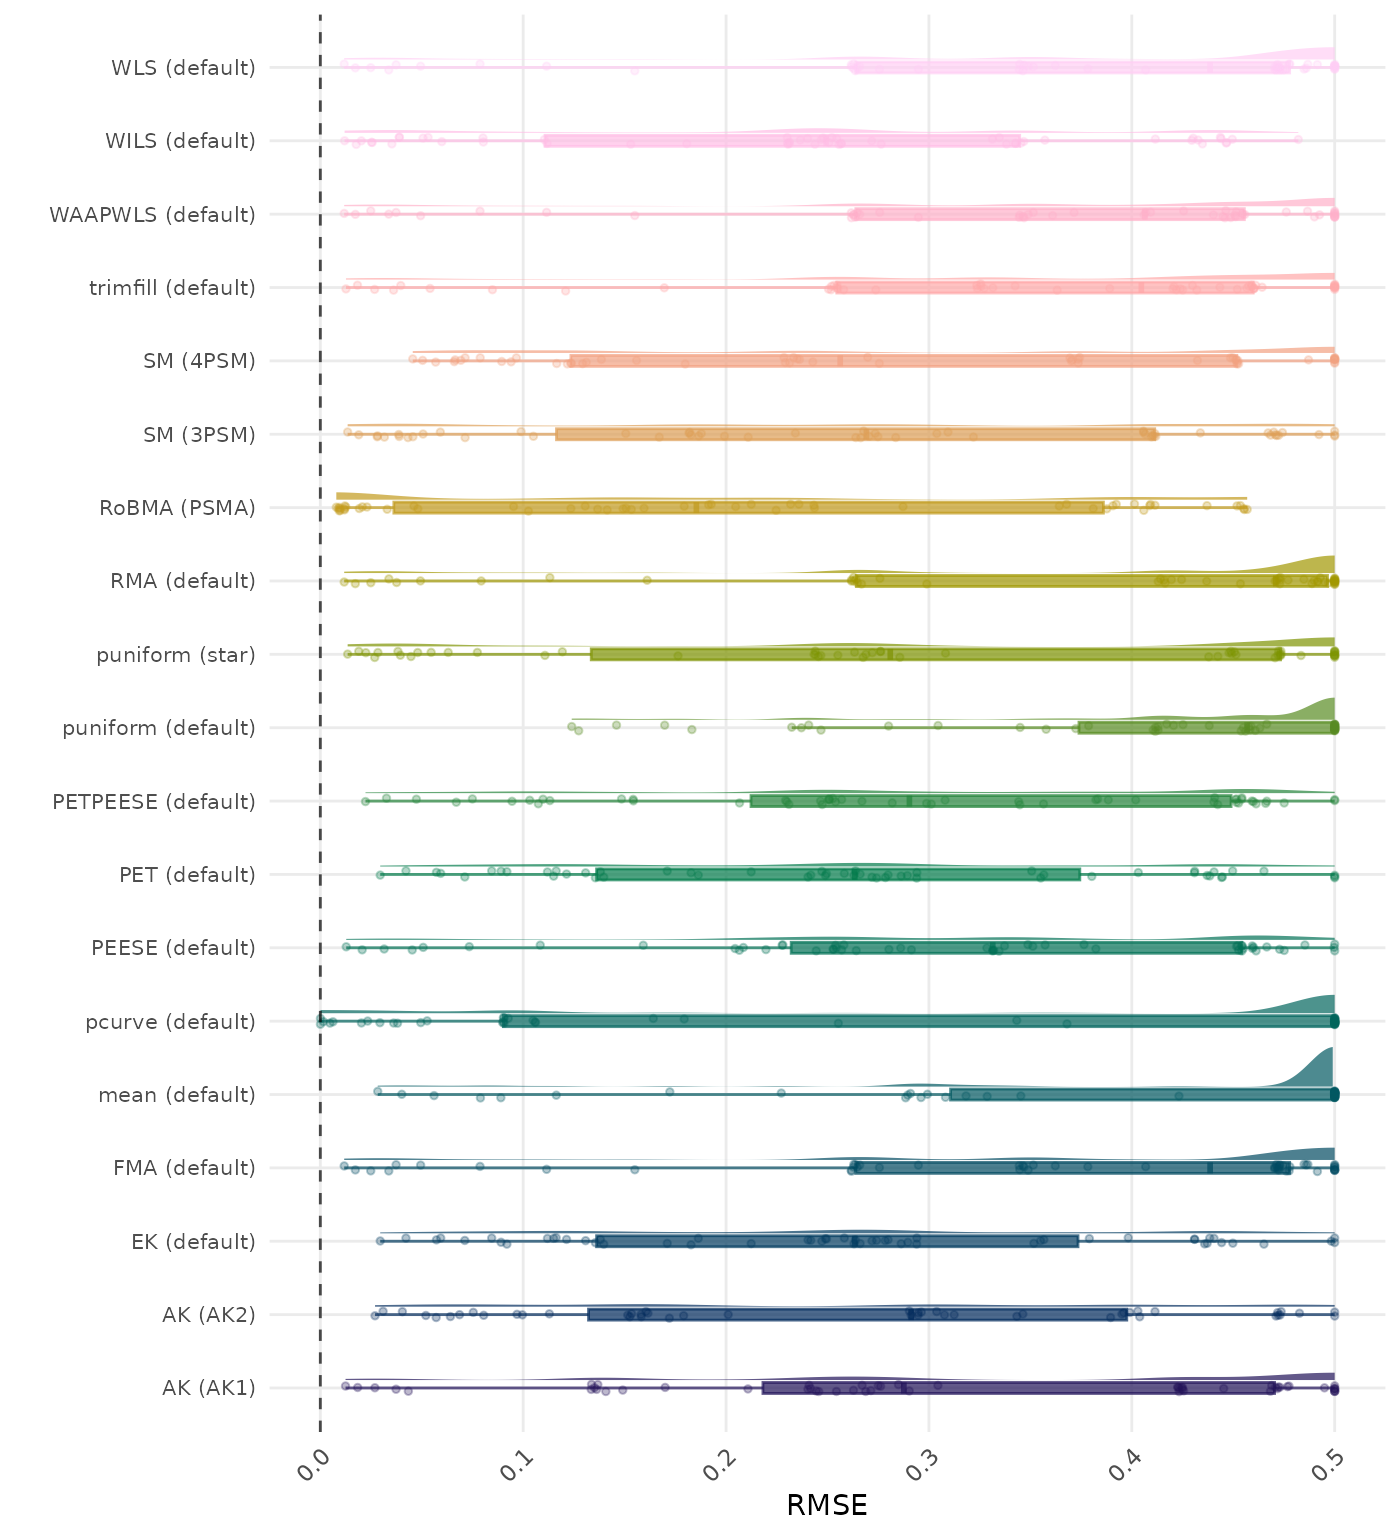 WLS (default)
WILS (default)
WAAPWLS (default)
trimfill (default)
SM (4PSM)
SM (3PSM)
RoBMA (PSMA)
RMA (default)
puniform (star)
puniform (default)
PETPEESE (default)
PET (default)
PEESE (default)
pcurve (default)
mean (default)
FMA (default)
EK (default)
AK (AK2)
AK (AK1)
0.0
0.1
0.2
0.3
0.4
0.5
RMSE